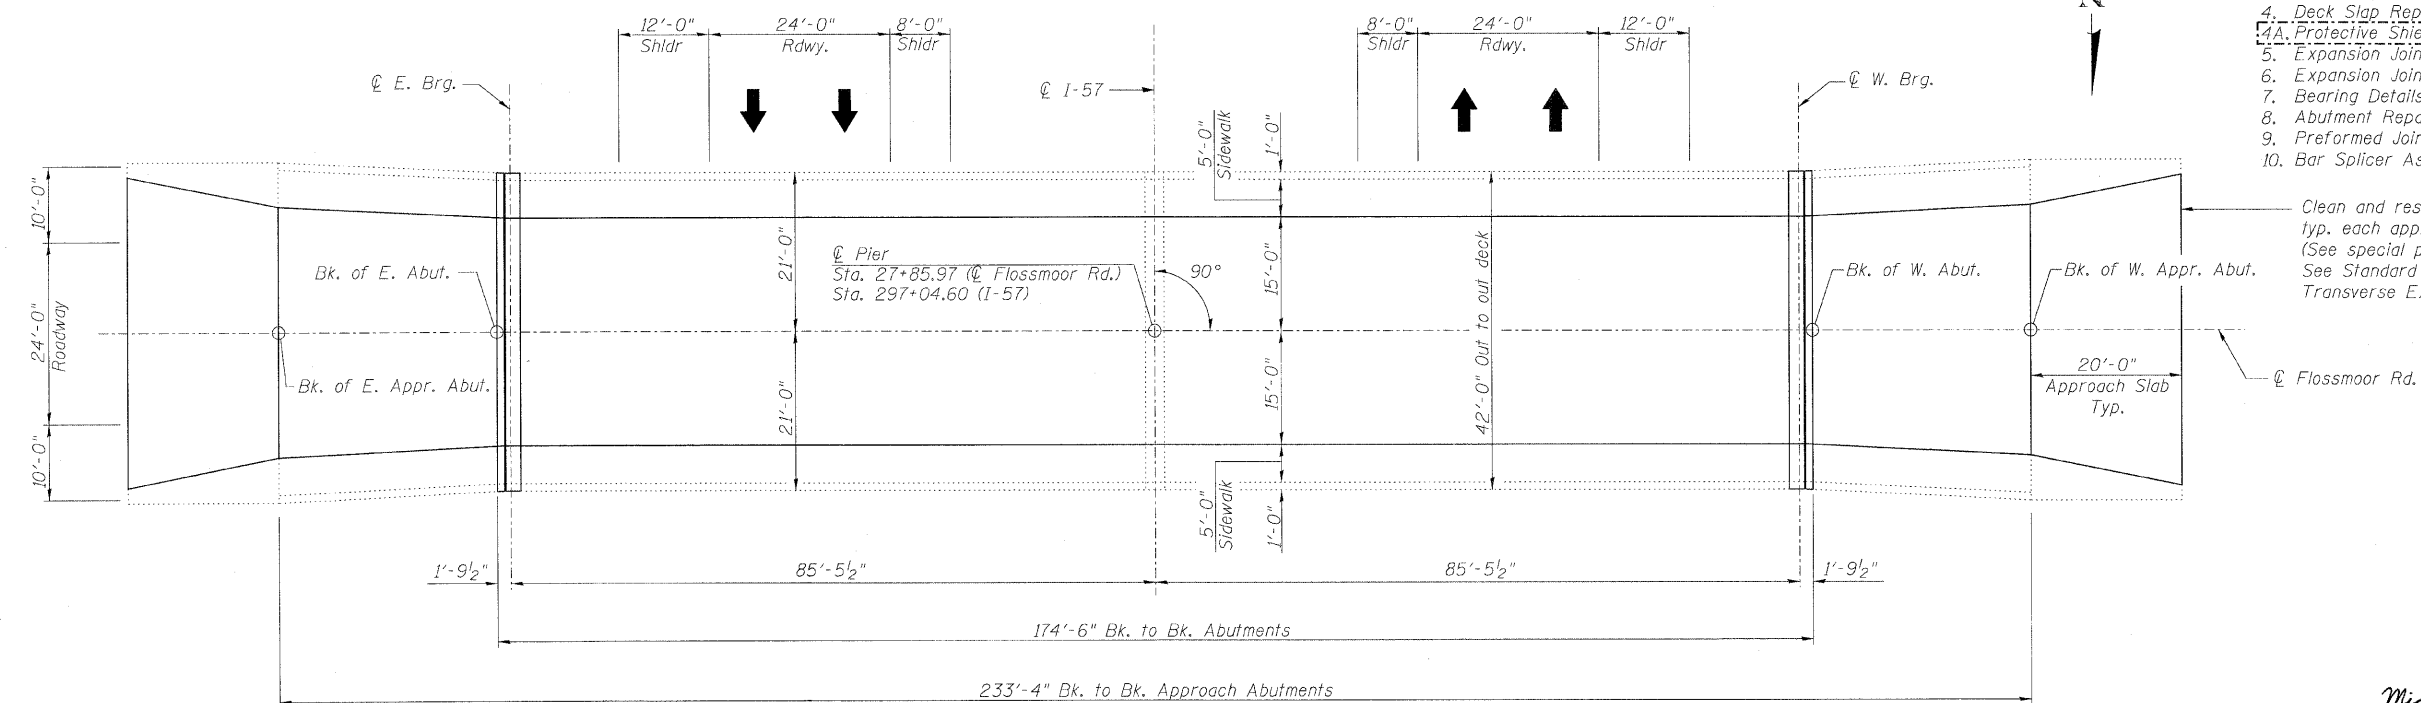 12'-0"
Shldr
24'-0"
Rdwy.
8'-0"
Shldr
8'-0"
Shldr
24'-0"
Rdwy.
12'-0"
Shldr
N
4. Deck Slap Rep
4A. Protective Shie
5. Expansion Join
6. Expansion Join
7. Bearing Details
8. Abutment Repa
9. Preformed Join
10. Bar Splicer As
℄ E. Brg.
℄ I-57
℄ W. Brg.
5'-0"
Sidewalk
1'-0"
10'-0"
24'-0"
Roadway
10'-0"
Clean and res
typ. each app
(See special p
See Standard
Transverse E.
21'-0"
21'-0"
℄ Pier
Sta. 27+85.97 (℄ Flossmoor Rd.)
Sta. 297+04.60 (I-57)
90°
15'-0"
15'-0"
42'-0" Out to out deck
Bk. of E. Abut.
Bk. of W. Abut.
Bk. of W. Appr. Abut.
Bk. of E. Appr. Abut.
20'-0"
Approach Slab
Typ.
℄ Flossmoor Rd.
5'-0"
Sidewalk
1'-0"
1'-9½"
85'-5½"
85'-5½"
1'-9½"
174'-6" Bk. to Bk. Abutments
233'-4" Bk. to Bk. Approach Abutments